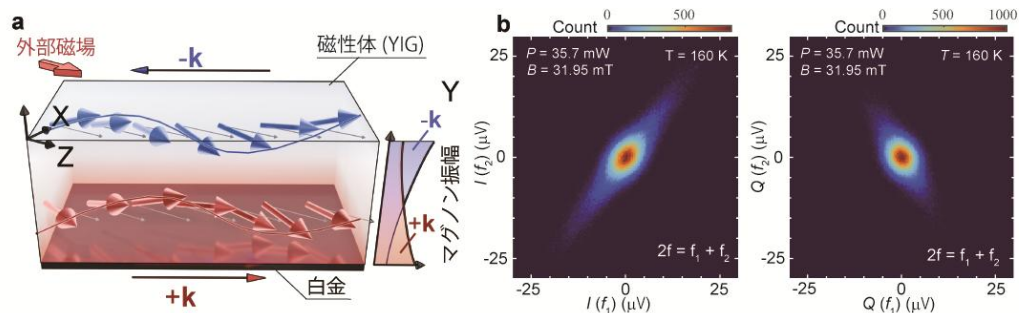 a
外部磁場
-k
磁性体 (YIG)
X
Z
Y
-k
+k
マグノン振幅
白金
+k
b
Count
0
500
P = 35.7 mW
B = 31.95 mT
T = 160 K
25
0
-25
I (f₂) (μV)
2f = f₁ + f₂
-25
0
25
I (f₁) (μV)
Count
0
500
1000
P = 35.7 mW
B = 31.95 mT
T = 160 K
25
0
-25
Q (f₂) (μV)
2f = f₁ + f₂
-25
0
25
Q (f₁) (μV)